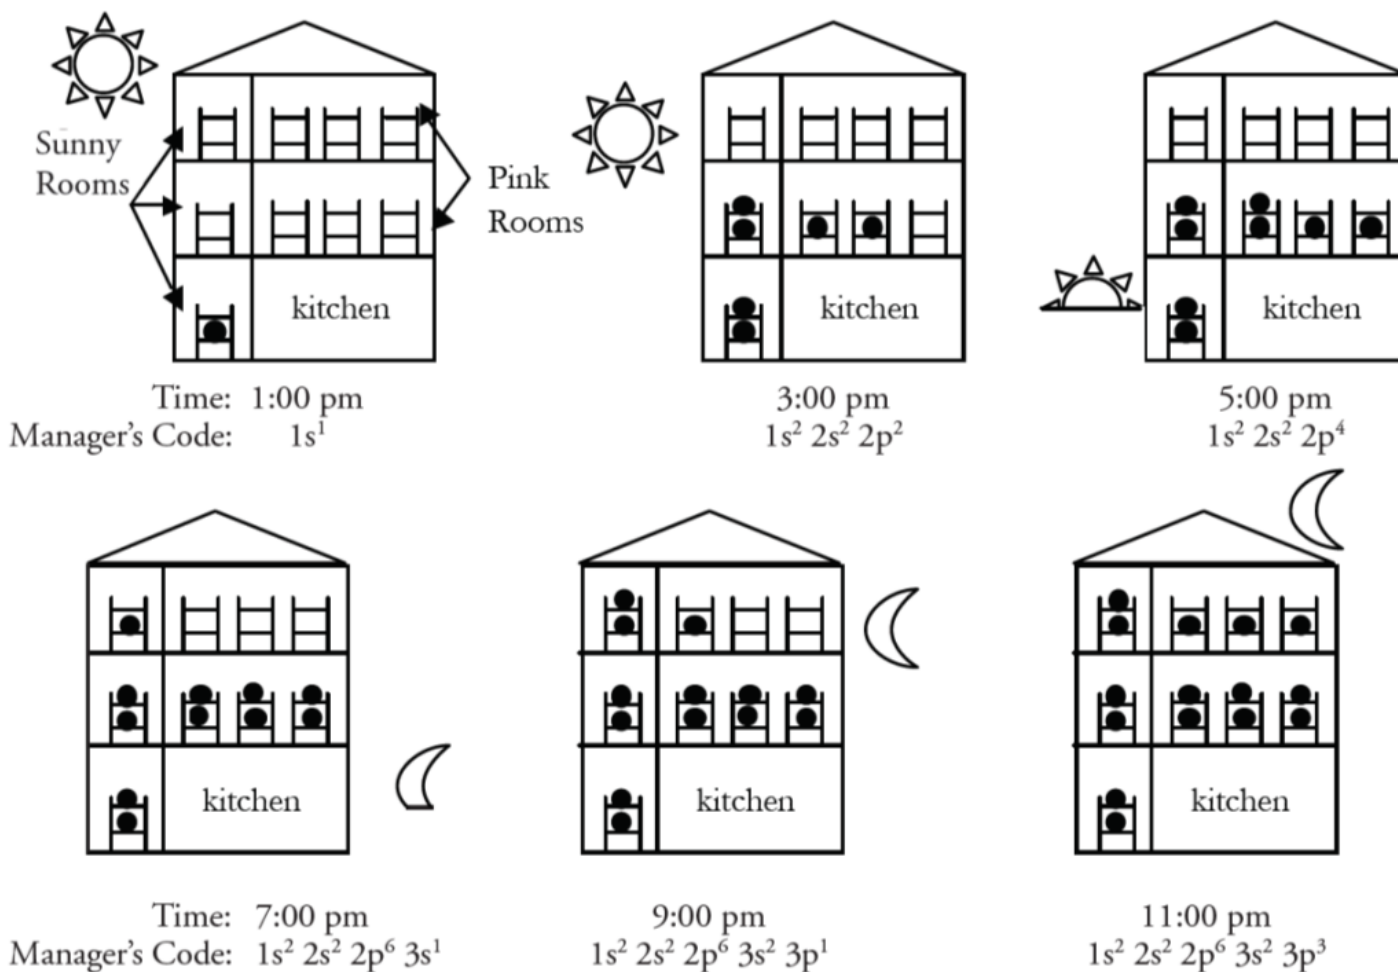 Sunny
Rooms
Pink
Rooms
kitchen
kitchen
kitchen
Time: 1:00 pm 3:00 pm 5:00 pm
Manager's Code: 1s¹ 1s² 2s² 2p² 1s² 2s² 2p⁴
kitchen
kitchen
kitchen
Time: 7:00 pm 9:00 pm 11:00 pm
Manager's Code: 1s² 2s² 2p⁶ 3s¹ 1s² 2s² 2p⁶ 3s² 3p¹ 1s² 2s² 2p⁶ 3s² 3p³